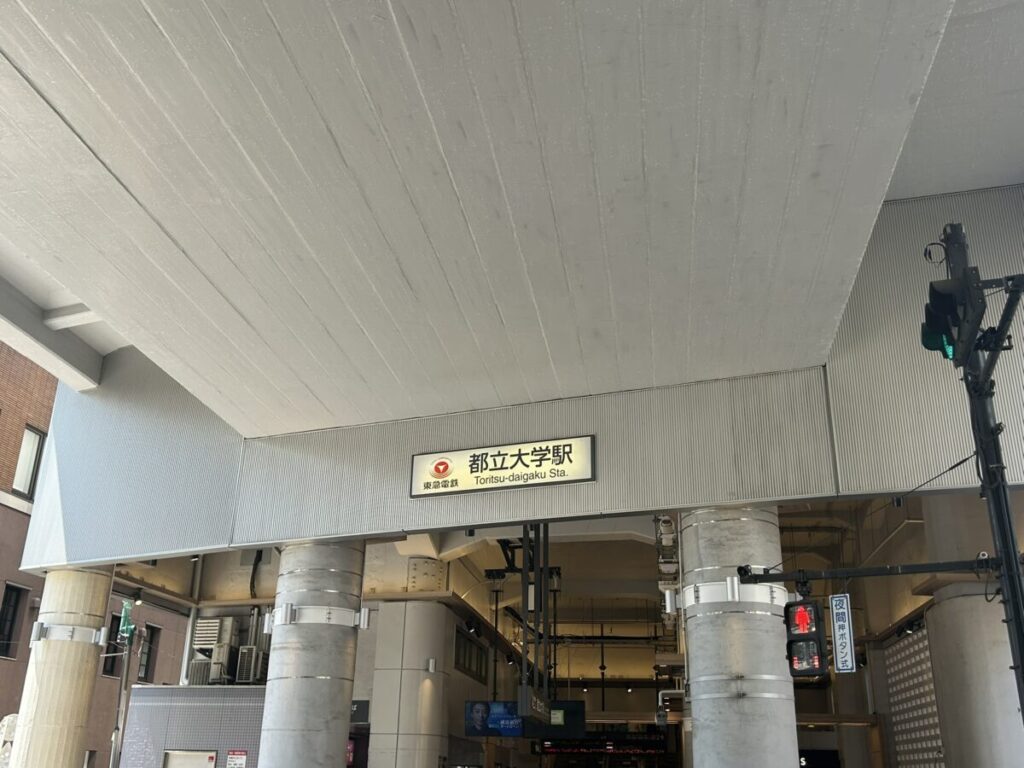 都立大学駅
東急電鉄
Toritsu-daigaku Sta.
夜間
押ボタン式